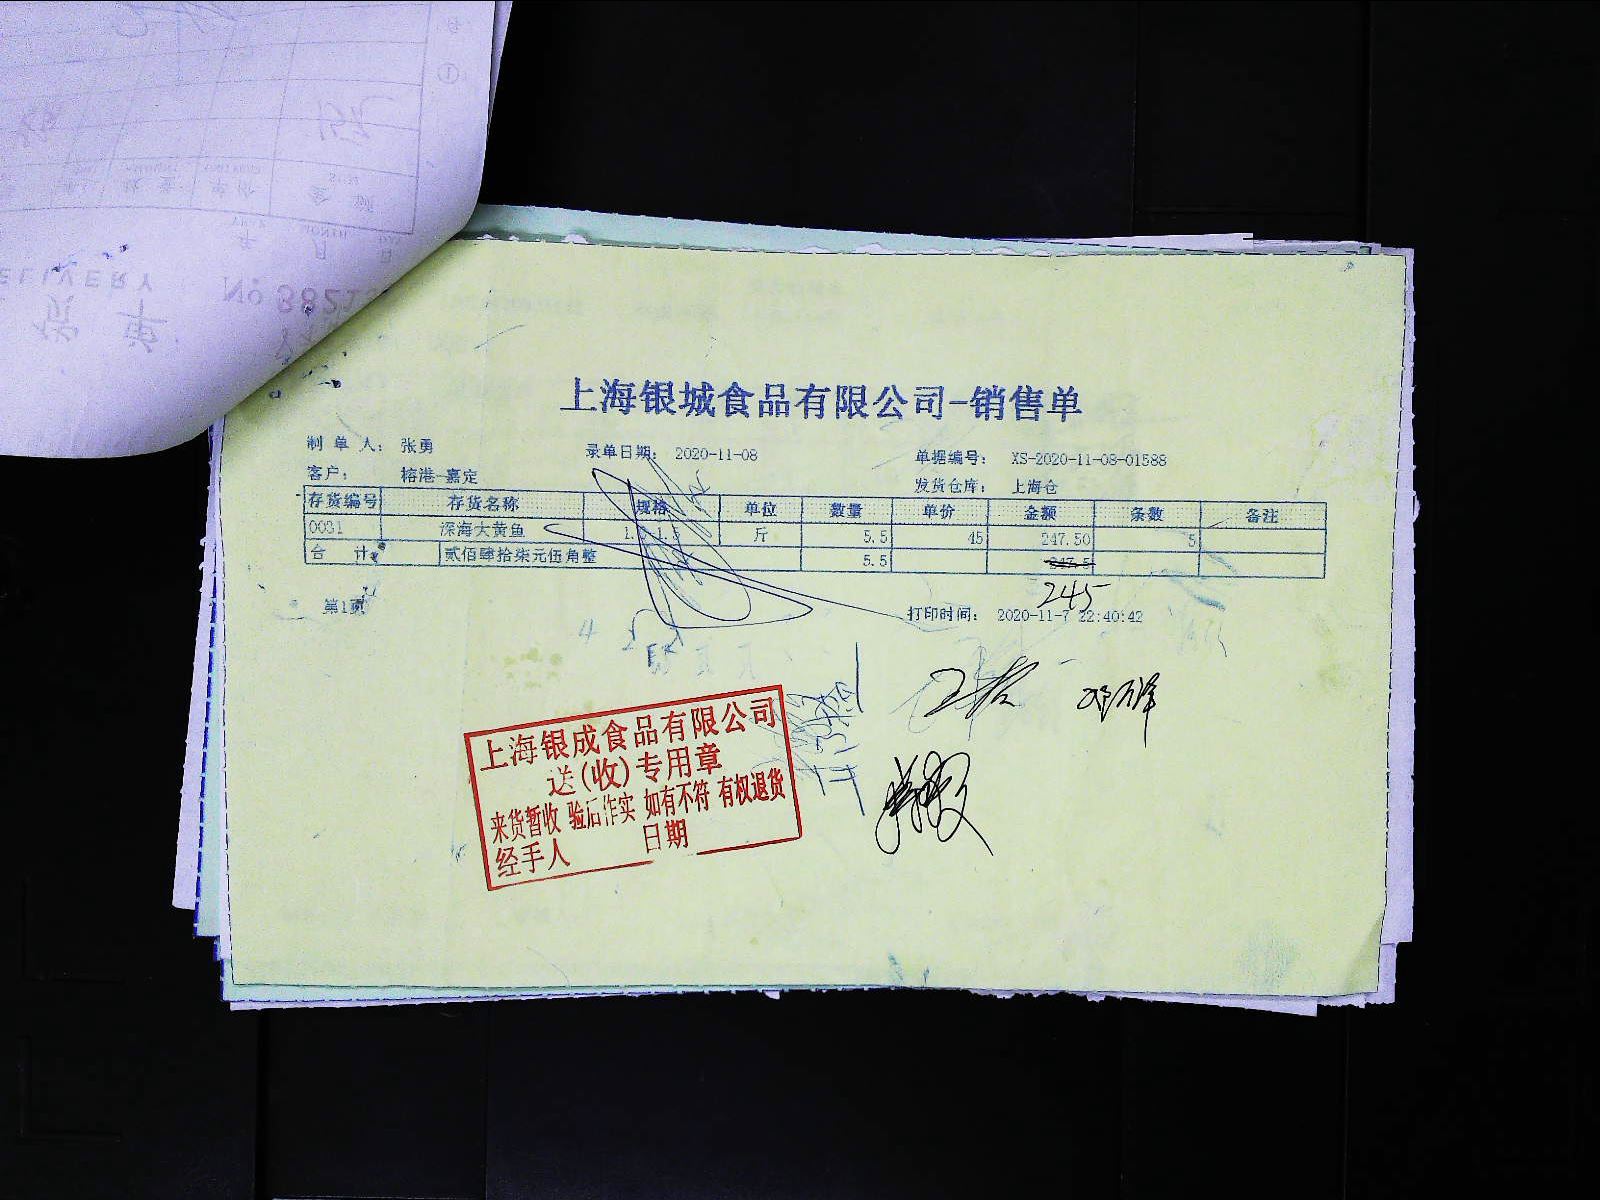 上海银城食品有限公司-销售单
制 单 人： 张勇 录单日期： 2020-11-08 单据编号： XS-2020-11-08-01588
客户： 榕港-嘉定 发货仓库： 上海仓
存货编号 存货名称 规格 单位 数量 单价 金额 条数 备注
0031 深海大黄鱼 斤 5.5 45 247.50 5
合 计： 贰佰肆拾柒元伍角整 5.5 247.5
245
第1页 打印时间： 2020-11-7 22:40:42
上海银成食品有限公司
送(收)专用章
来货暂收 验后作实 如有不符 有权退货
经手人 日期